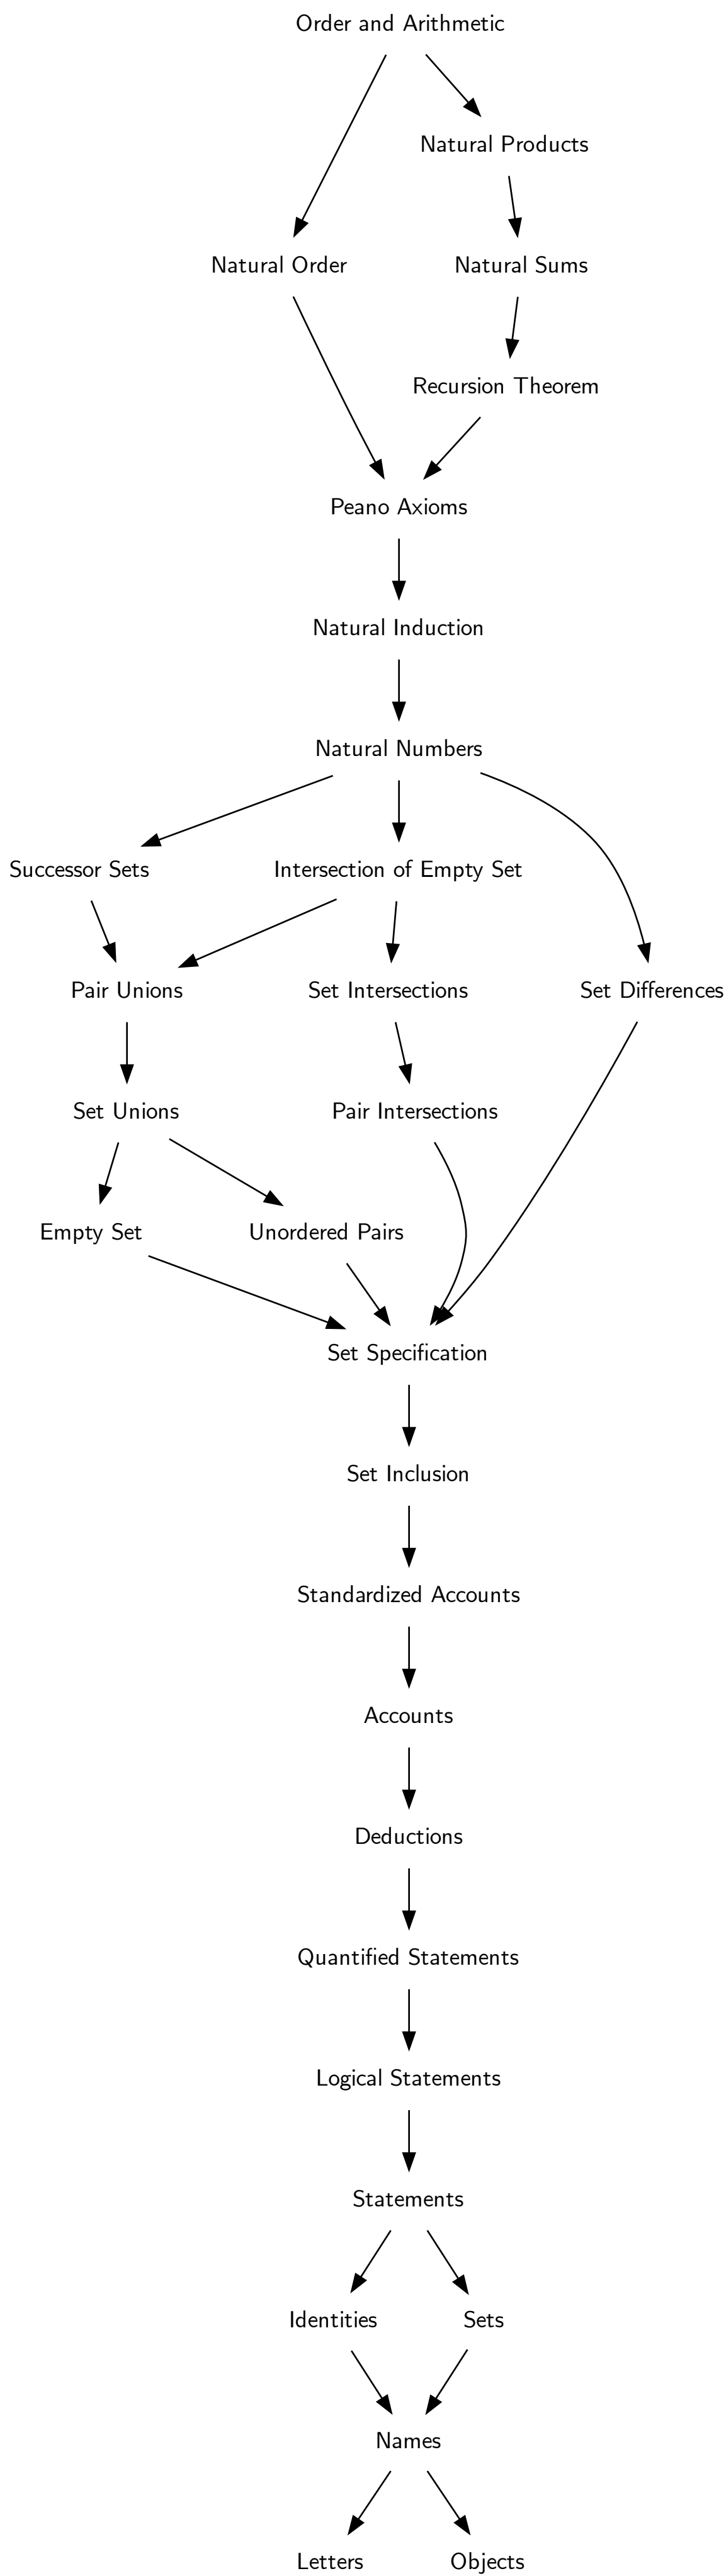 Order and Arithmetic
Natural Products
Natural Order
Natural Sums
Recursion Theorem
Peano Axioms
Natural Induction
Natural Numbers
Successor Sets
Intersection of Empty Set
Pair Unions
Set Intersections
Set Differences
Set Unions
Pair Intersections
Empty Set
Unordered Pairs
Set Specification
Set Inclusion
Standardized Accounts
Accounts
Deductions
Quantified Statements
Logical Statements
Statements
Identities
Sets
Names
Letters
Objects